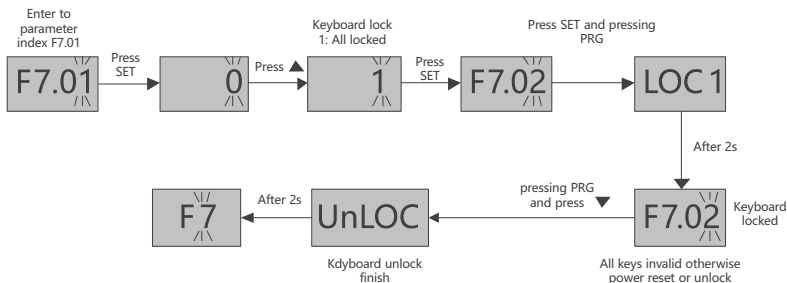 Enter to
parameter
index F7.01
F7.01
Press
SET
0
Press
Keyboard lock
1: All locked
1
Press
SET
F7.02
Press SET and pressing
PRG
LOC 1
After 2s
F7.02
Keyboard
locked
All keys invalid otherwise
power reset or unlock
pressing PRG
and press
UnLOC
Kdyboard unlock
finish
After 2s
F7